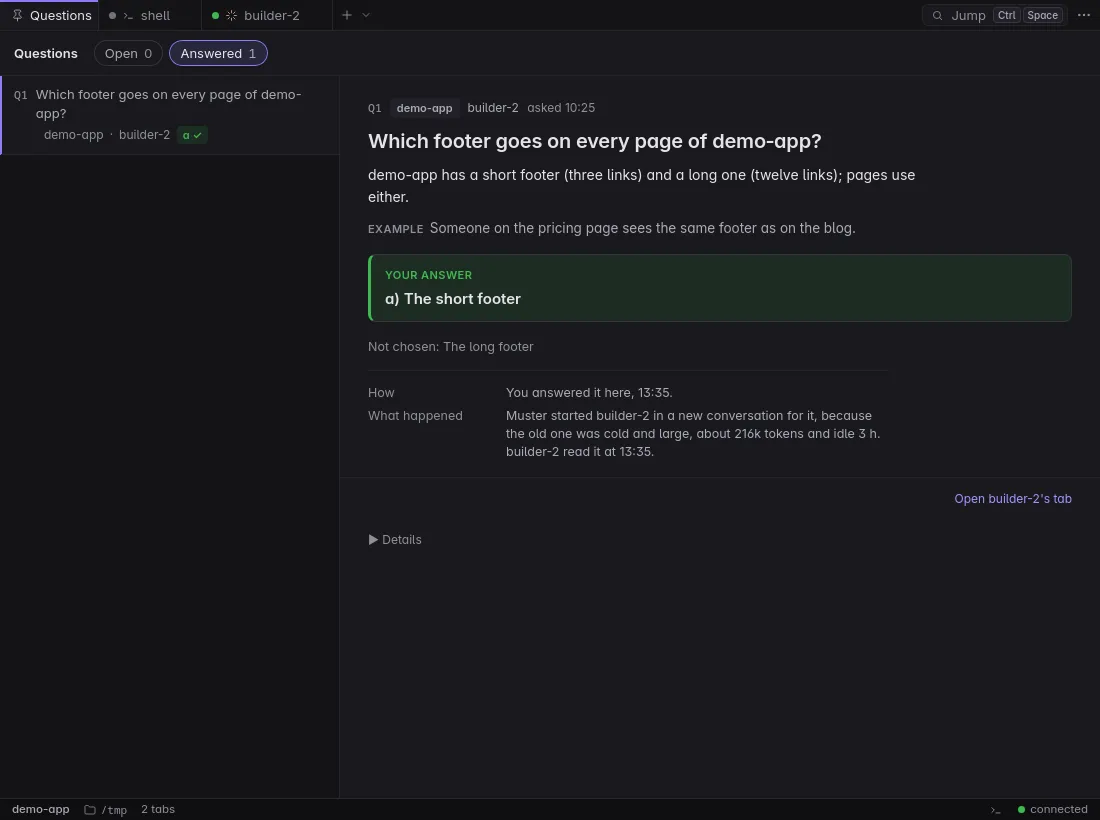 Questions
shell
builder-2
Jump Ctrl Space
Questions Open 0 Answered 1
Q1 Which footer goes on every page of demo-
app?
demo-app · builder-2 a ✓
Q1 demo-app builder-2 asked 10:25
Which footer goes on every page of demo-app?
demo-app has a short footer (three links) and a long one (twelve links); pages use
either.
EXAMPLE Someone on the pricing page sees the same footer as on the blog.
YOUR ANSWER
a) The short footer
Not chosen: The long footer
How You answered it here, 13:35.
What happened Muster started builder-2 in a new conversation for it, because
the old one was cold and large, about 216k tokens and idle 3 h.
builder-2 read it at 13:35.
Open builder-2's tab
▶ Details
demo-app /tmp 2 tabs connected